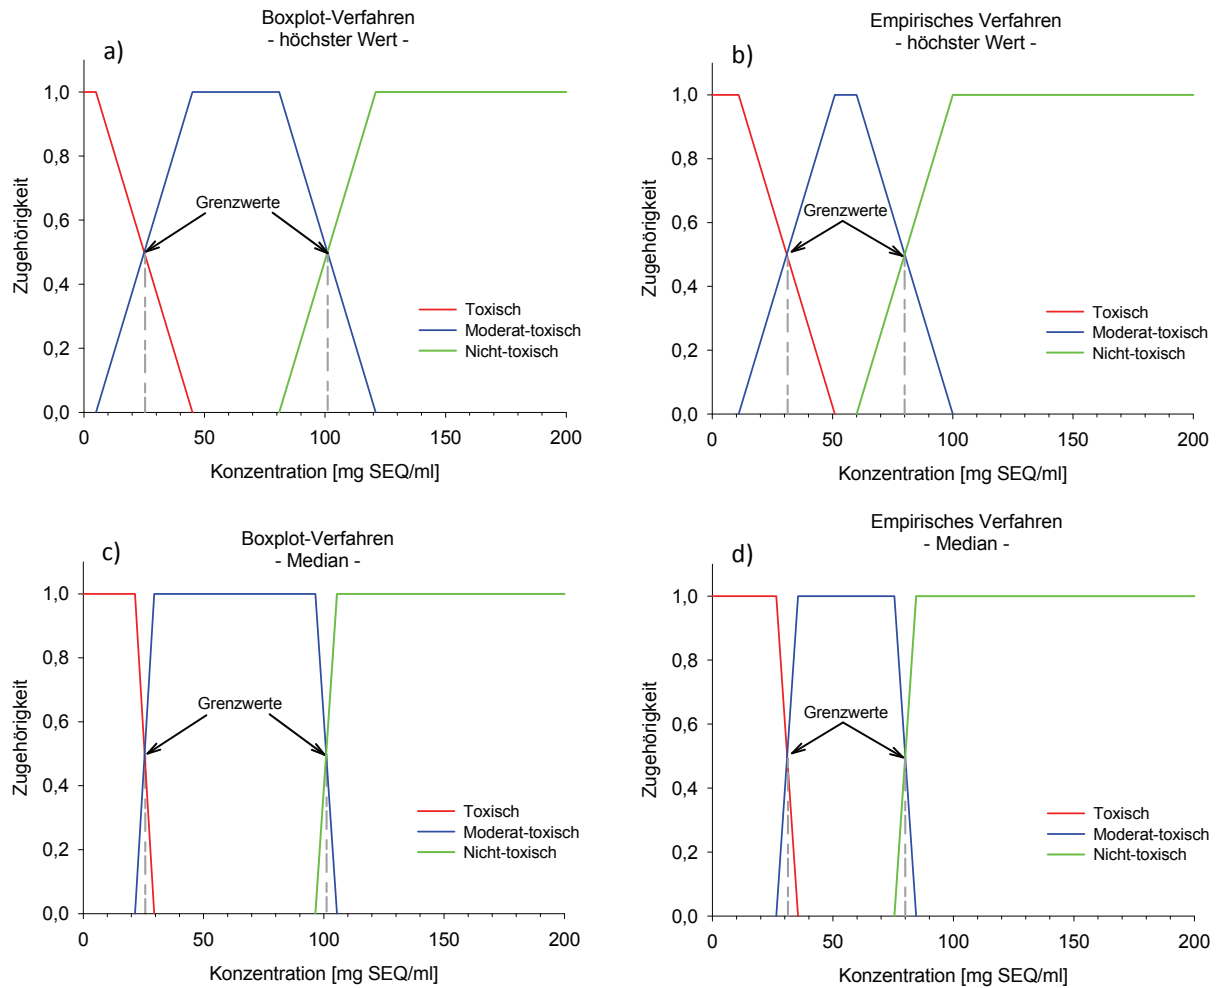 Boxplot-Verfahren
- höchster Wert -
a)
1,0
0,8
0,6
0,4
0,2
0,0
Zugehörigkeit
Grenzwerte
Toxisch
Moderat-toxisch
Nicht-toxisch
0 50 100 150 200
Konzentration [mg SEQ/ml]
Empirisches Verfahren
- höchster Wert -
b)
1,0
0,8
0,6
0,4
0,2
0,0
Zugehörigkeit
Grenzwerte
Toxisch
Moderat-toxisch
Nicht-toxisch
0 50 100 150 200
Konzentration [mg SEQ/ml]
Boxplot-Verfahren
- Median -
c)
1,0
0,8
0,6
0,4
0,2
0,0
Zugehörigkeit
Grenzwerte
Toxisch
Moderat-toxisch
Nicht-toxisch
0 50 100 150 200
Konzentration [mg SEQ/ml]
Empirisches Verfahren
- Median -
d)
1,0
0,8
0,6
0,4
0,2
0,0
Zugehörigkeit
Grenzwerte
Toxisch
Moderat-toxisch
Nicht-toxisch
0 50 100 150 200
Konzentration [mg SEQ/ml]